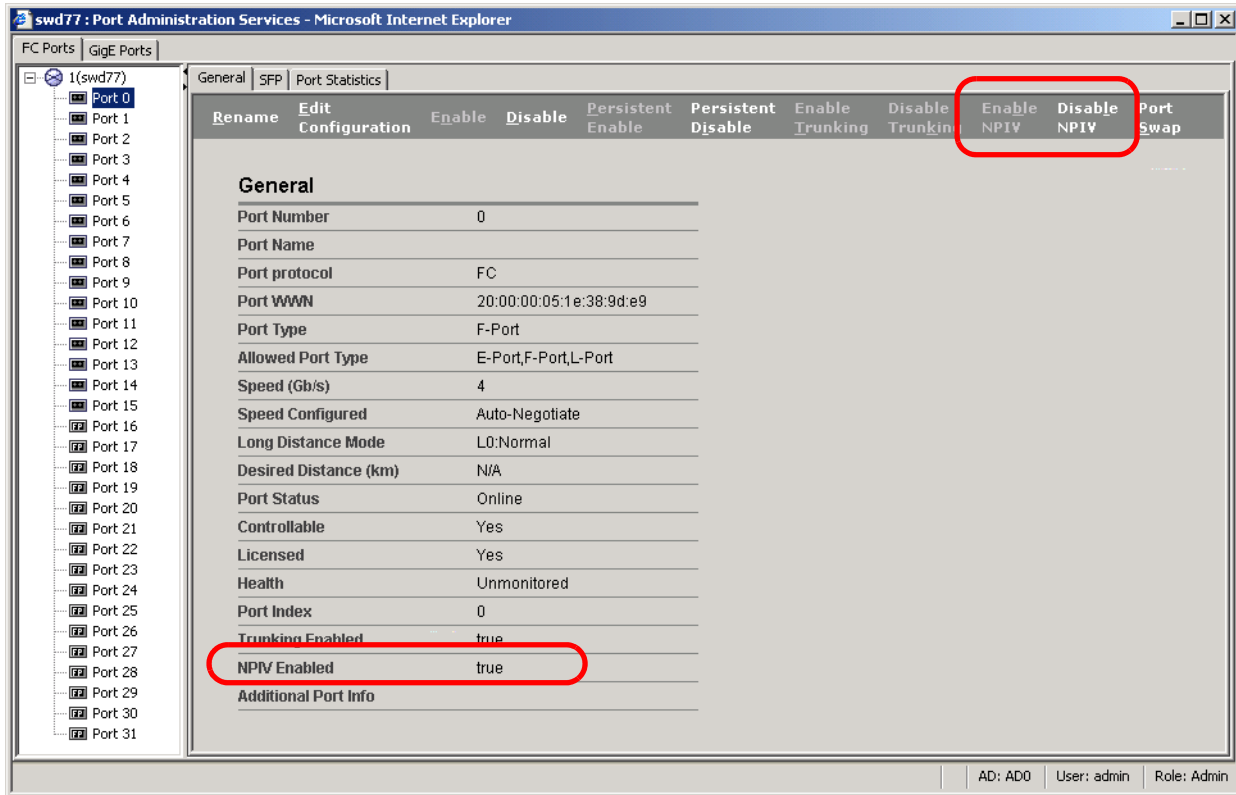 swd77 : Port Administration Services - Microsoft Internet Explorer
FC Ports GigE Ports
1(swd77)
Port 0
Port 1
Port 2
Port 3
Port 4
Port 5
Port 6
Port 7
Port 8
Port 9
Port 10
Port 11
Port 12
Port 13
Port 14
Port 15
Port 16
Port 17
Port 18
Port 19
Port 20
Port 21
Port 22
Port 23
Port 24
Port 25
Port 26
Port 27
Port 28
Port 29
Port 30
Port 31
General SFP Port Statistics
Rename
Edit
Configuration
Enable
Disable
Persistent
Enable
Persistent
Disable
Enable
Trunking
Disable
Trunking
Enable
NPIV
Disable
NPIV
Port
Swap
General
Port Number 0
Port Name
Port protocol FC
Port WWN 20:00:00:05:1e:38:9d:e9
Port Type F-Port
Allowed Port Type E-Port,F-Port,L-Port
Speed (Gb/s) 4
Speed Configured Auto-Negotiate
Long Distance Mode L0:Normal
Desired Distance (km) N/A
Port Status Online
Controllable Yes
Licensed Yes
Health Unmonitored
Port Index 0
Trunking Enabled true
NPIV Enabled true
Additional Port Info
AD: AD0 User: admin Role: Admin